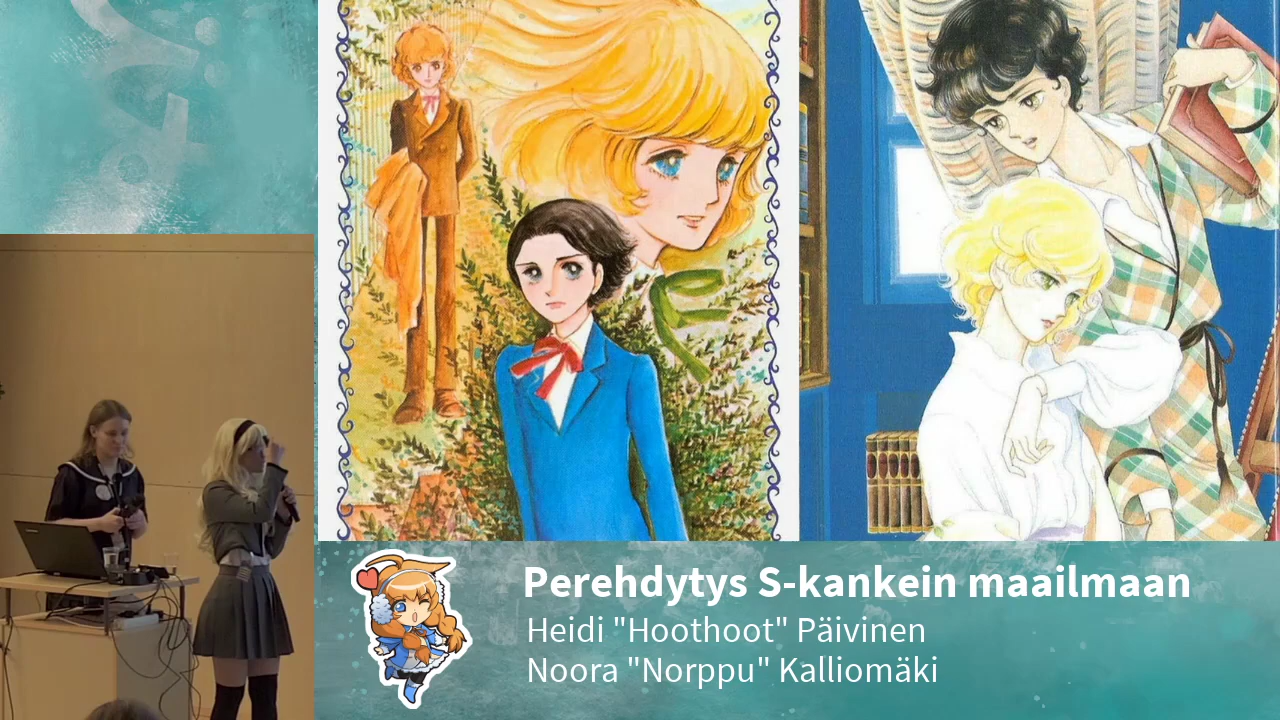 Perehdytys S-kankein maailmaan
Heidi "Hoothoot" Päivinen
Noora "Norppu" Kalliomäki